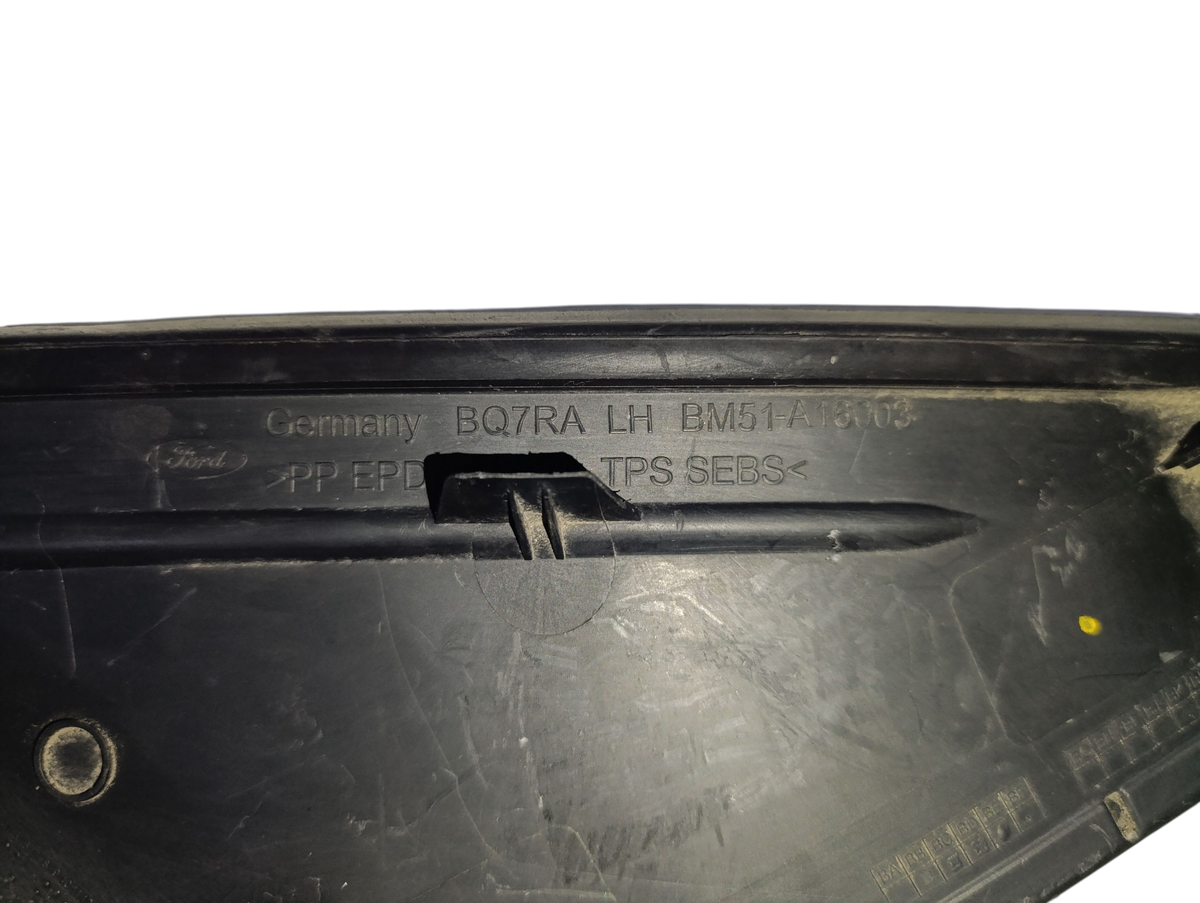 Germany BQ7RA LH BM51-A16003
Ford >PP EPD TPS SEBS<